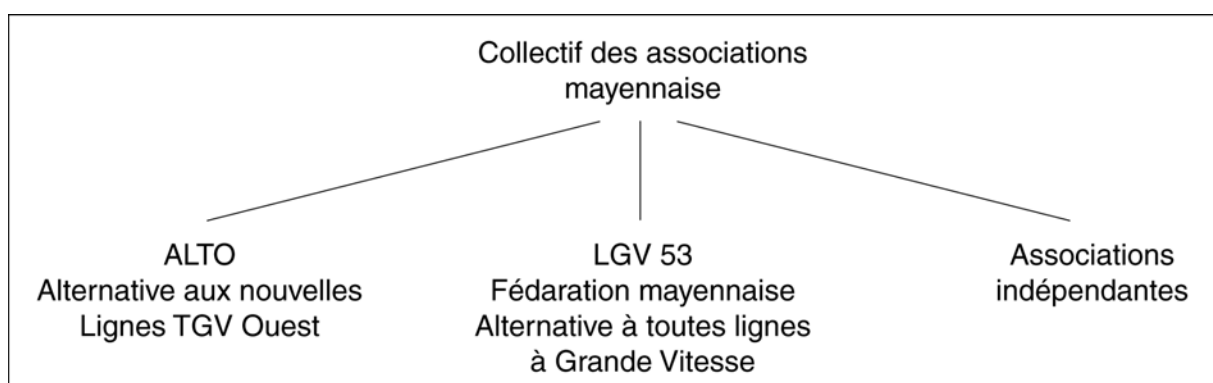 Collectif des associations
mayennaise
ALTO
Alternative aux nouvelles
Lignes TGV Ouest
LGV 53
Fédaration mayennaise
Alternative à toutes lignes
à Grande Vitesse
Associations
indépendantes